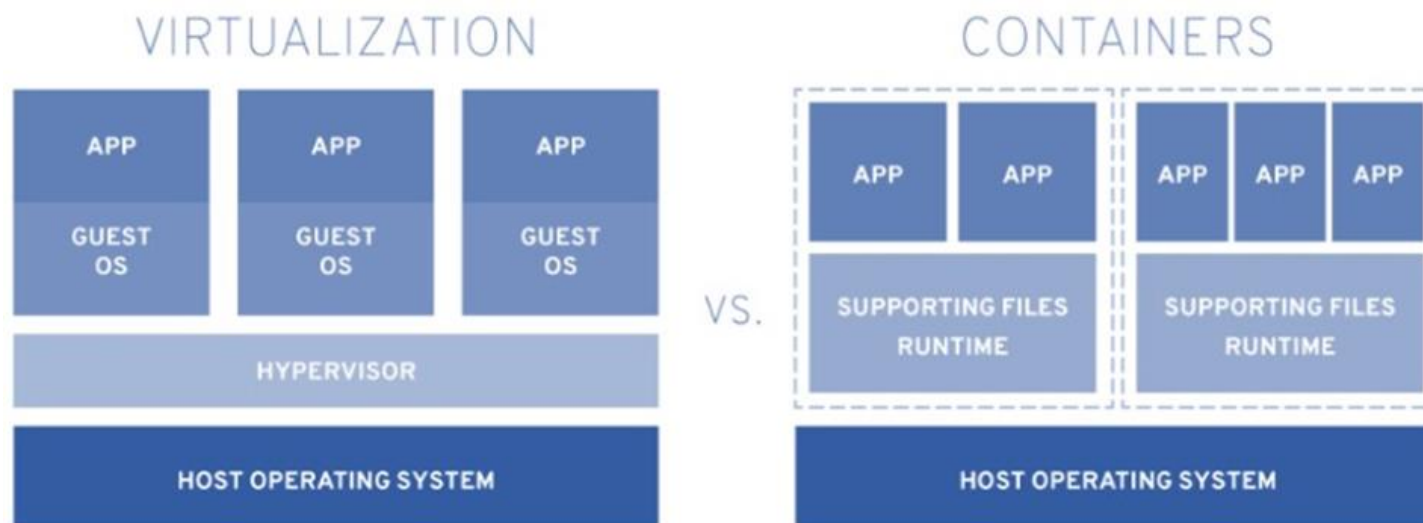 VIRTUALIZATION
APP
APP
APP
GUEST
OS
GUEST
OS
GUEST
OS
HYPERVISOR
HOST OPERATING SYSTEM
VS.
CONTAINERS
APP
APP
APP
APP
APP
SUPPORTING FILES
RUNTIME
SUPPORTING FILES
RUNTIME
HOST OPERATING SYSTEM